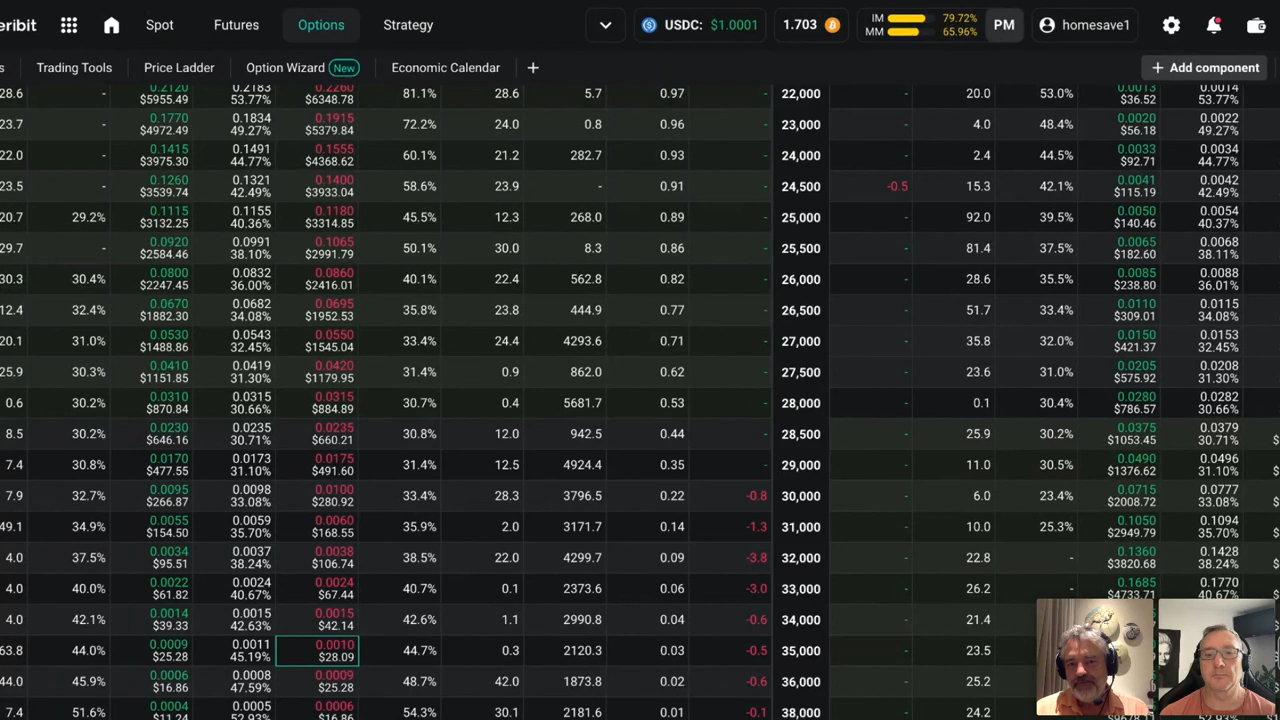 eribit Spot Futures Options Strategy USDC: $1.0001 1.703 IM 79.72% MM 65.96% PM homesave1
s Trading Tools Price Ladder Option Wizard New Economic Calendar + + Add component
28.6 - 0.2120 0.2183 0.2260 81.1% 28.6 5.7 0.97 - 22,000 - 20.0 53.0% 0.0013 0.0014
$5955.49 53.77% $6348.78 $36.52 53.77%
23.7 - 0.1770 0.1834 0.1915 72.2% 24.0 0.8 0.96 - 23,000 - 4.0 48.4% 0.0020 0.0022
$4972.49 49.27% $5379.84 $56.18 49.27%
22.0 - 0.1415 0.1491 0.1555 60.1% 21.2 282.7 0.93 - 24,000 - 2.4 44.5% 0.0033 0.0034
$3975.30 44.77% $4368.62 $92.71 44.77%
23.5 - 0.1260 0.1321 0.1400 58.6% 23.9 - 0.91 - 24,500 -0.5 15.3 42.1% 0.0041 0.0042
$3539.74 42.49% $3933.04 $115.19 42.49%
20.7 29.2% 0.1115 0.1155 0.1180 45.5% 12.3 268.0 0.89 - 25,000 - 92.0 39.5% 0.0050 0.0054
$3132.25 40.36% $3314.85 $140.46 40.37%
29.7 - 0.0920 0.0991 0.1065 50.1% 30.0 8.3 0.86 - 25,500 - 81.4 37.5% 0.0065 0.0068
$2584.46 38.10% $2991.79 $182.60 38.11%
30.3 30.4% 0.0800 0.0832 0.0860 40.1% 22.4 562.8 0.82 - 26,000 - 28.6 35.5% 0.0085 0.0088
$2247.45 36.00% $2416.01 $238.80 36.01%
12.4 32.4% 0.0670 0.0682 0.0695 35.8% 23.8 444.9 0.77 - 26,500 - 51.7 33.4% 0.0110 0.0115
$1882.30 34.08% $1952.53 $309.01 34.08%
20.1 31.0% 0.0530 0.0543 0.0550 33.4% 24.4 4293.6 0.71 - 27,000 - 35.8 32.0% 0.0150 0.0153
$1488.86 32.45% $1545.04 $421.37 32.45%
25.9 30.3% 0.0410 0.0419 0.0420 31.4% 0.9 862.0 0.62 - 27,500 - 23.6 31.0% 0.0205 0.0208
$1151.85 31.30% $1179.95 $575.92 31.30%
0.6 30.2% 0.0310 0.0315 0.0315 30.7% 0.4 5681.7 0.53 - 28,000 - 0.1 30.4% 0.0280 0.0282
$870.84 30.66% $884.89 $786.57 30.66%
8.5 30.2% 0.0230 0.0235 0.0235 30.8% 12.0 942.5 0.44 - 28,500 - 25.9 30.2% 0.0375 0.0379
$646.16 30.71% $660.21 $1053.45 30.71% $
7.4 30.8% 0.0170 0.0173 0.0175 31.4% 12.5 4924.4 0.35 - 29,000 - 11.0 30.5% 0.0490 0.0496
$477.55 31.10% $491.60 $1376.62 31.10% $
7.9 32.7% 0.0095 0.0098 0.0100 33.4% 28.3 3796.5 0.22 -0.8 30,000 - 6.0 23.4% 0.0715 0.0777
$266.87 33.08% $280.92 $2008.72 33.08% $
49.1 34.9% 0.0055 0.0059 0.0060 35.9% 2.0 3171.7 0.14 -1.3 31,000 - 10.0 25.3% 0.1050 0.1094
$154.50 35.70% $168.55 $2949.79 35.70% $
4.0 37.5% 0.0034 0.0037 0.0038 38.5% 22.0 4299.7 0.09 -3.8 32,000 - 22.8 - 0.1360 0.1428
$95.51 38.24% $106.74 $3820.68 38.24% $
4.0 40.0% 0.0022 0.0024 0.0024 40.7% 0.1 2373.6 0.06 -3.0 33,000 - 26.2 - 0.1685 0.1770
$61.82 40.67% $67.44 $4733.71 40.67% $
4.0 42.1% 0.0014 0.0015 0.0015 42.6% 1.1 2990.8 0.04 -0.6 34,000 - 21.4
$39.33 42.63% $42.14
63.8 44.0% 0.0009 0.0011 0.0010 44.7% 0.3 2120.3 0.03 -0.5 35,000 - 23.5
$25.28 45.19% $28.09
44.0 45.9% 0.0006 0.0008 0.0009 48.7% 42.0 1873.8 0.02 -0.6 36,000 - 25.2
$16.86 47.59% $25.28
7.4 51.6% 0.0004 0.0006 0.0006 54.3% 30.1 2181.6 0.01 -0.1 38,000 - 24.2
$11.24 52.93% $16.86